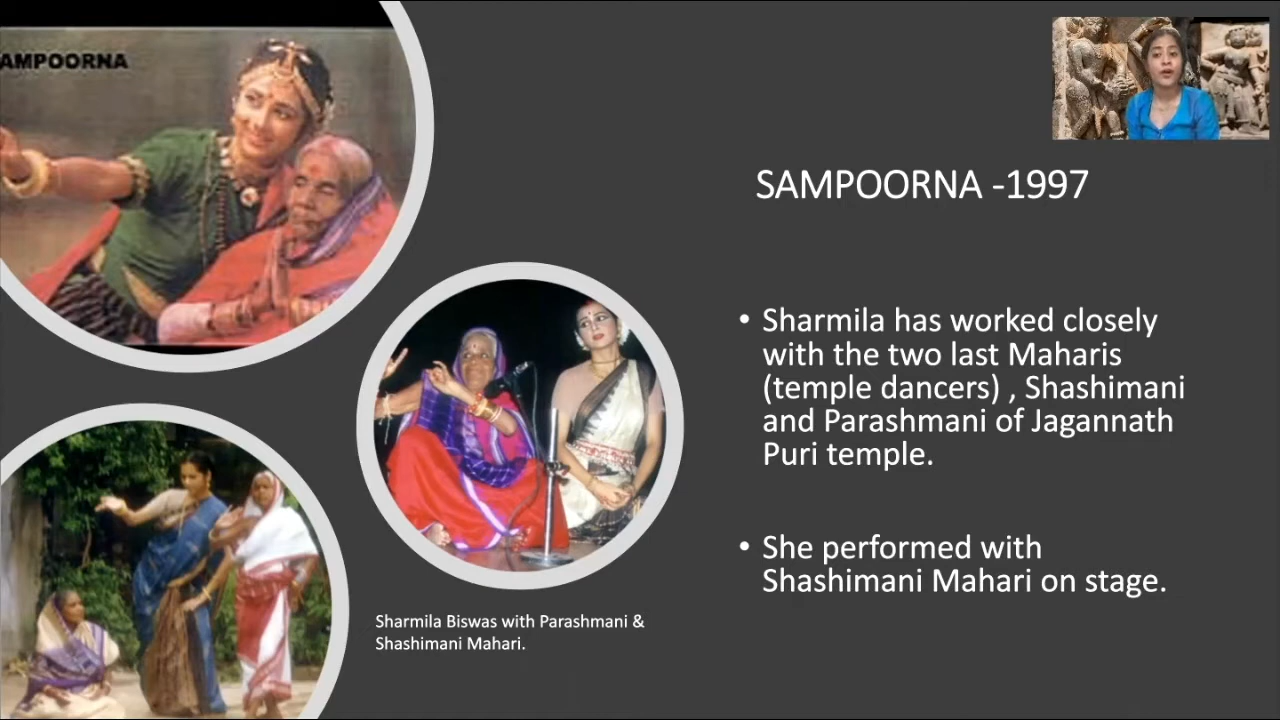 AMPOORNA
SAMPOORNA -1997
• Sharmila has worked closely
with the two last Maharis
(temple dancers) , Shashimani
and Parashmani of Jagannath
Puri temple.
• She performed with
Shashimani Mahari on stage.
Sharmila Biswas with Parashmani &
Shashimani Mahari.